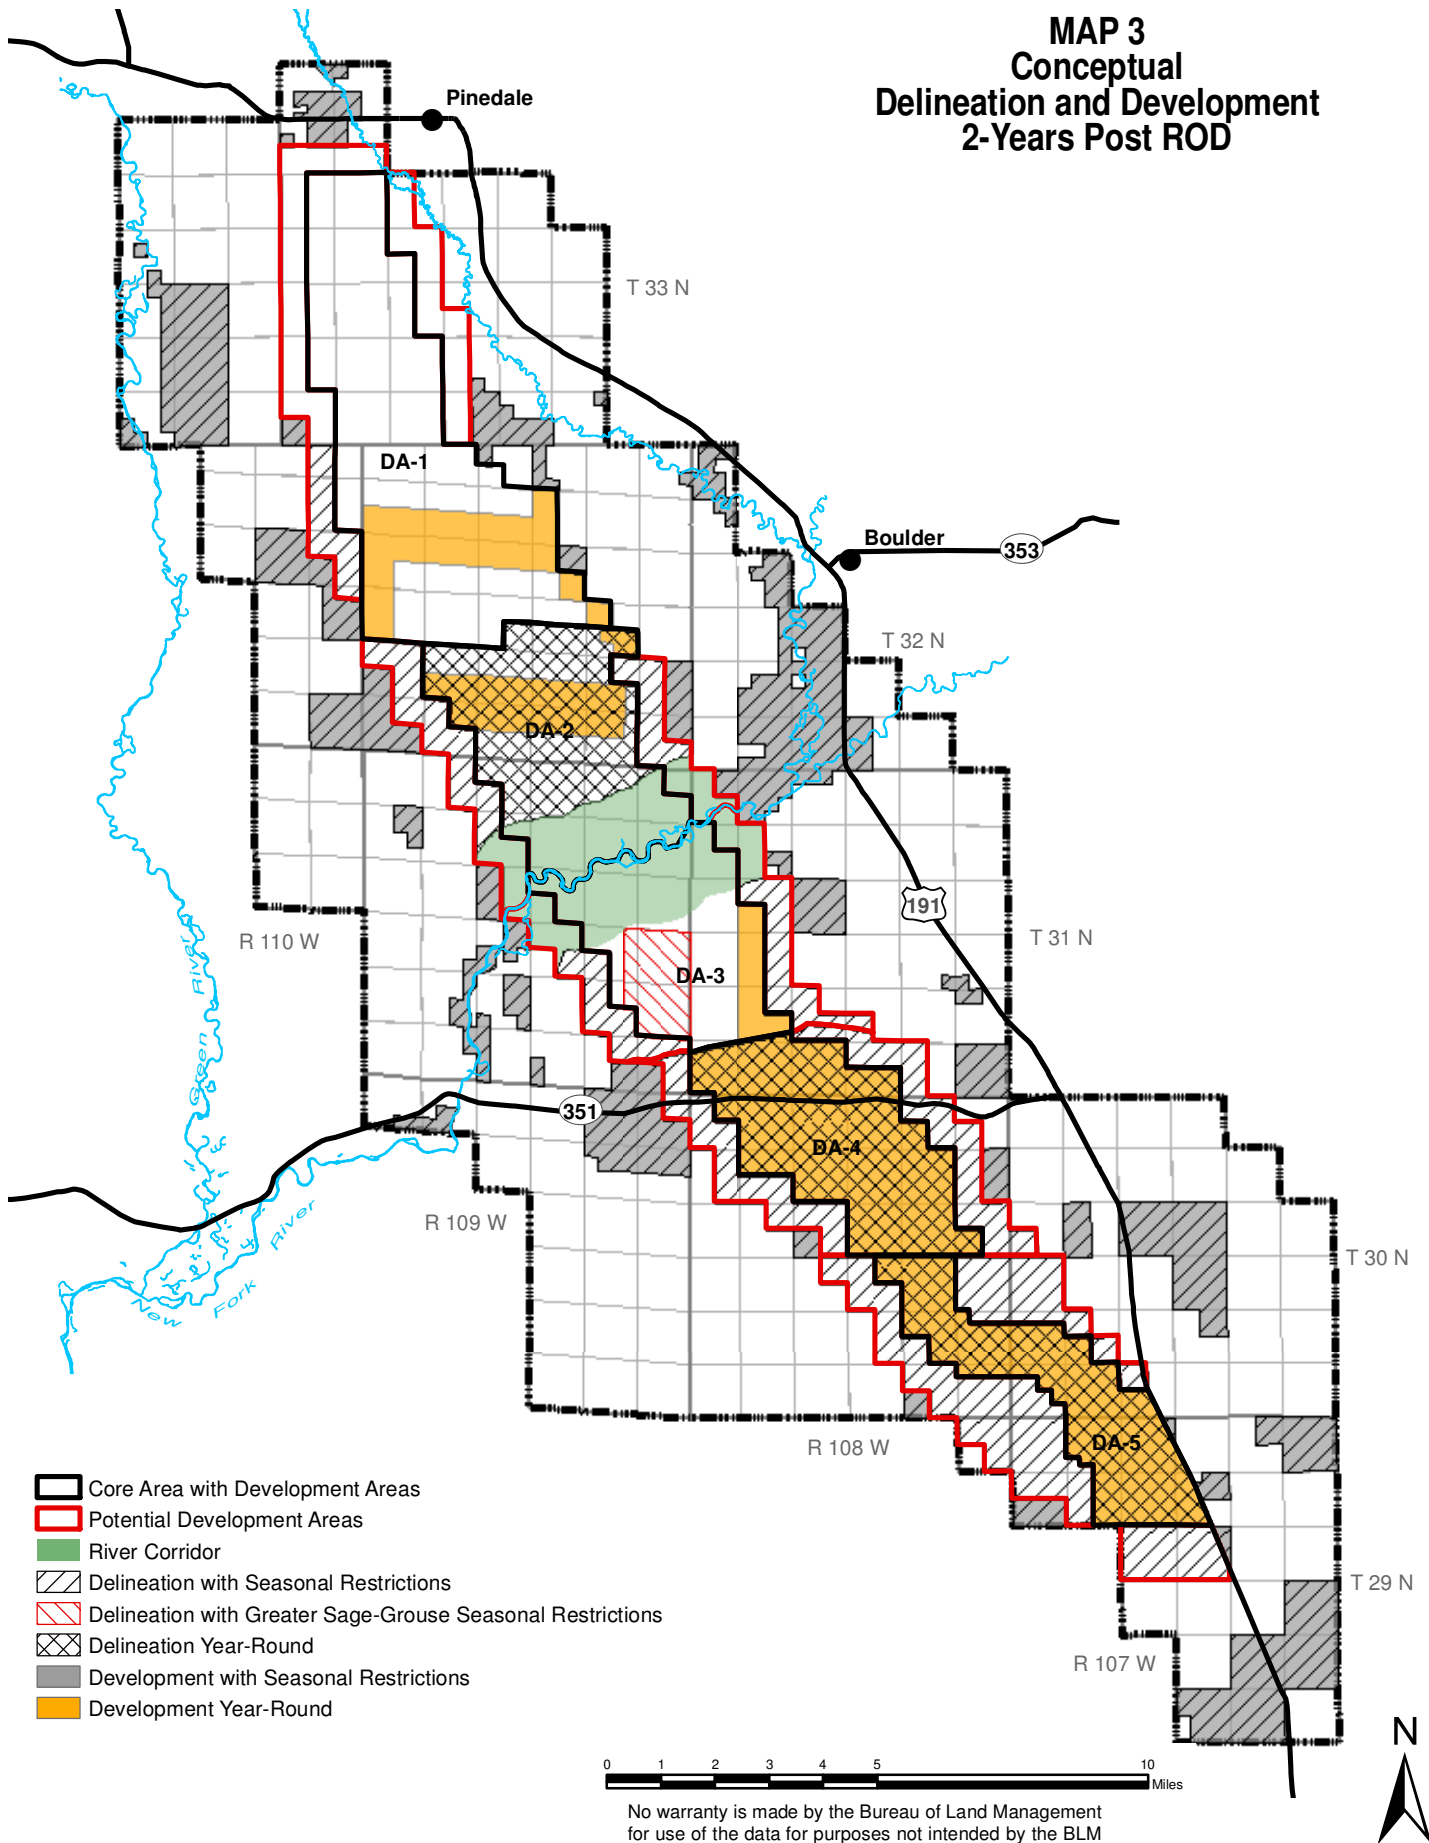 MAP 3
Conceptual
Delineation and Development
2-Years Post ROD
Pinedale
T 33 N
DA-1
Boulder
353
T 32 N
DA-2
191
R 110 W
T 31 N
Green River
DA-3
351
DA-4
R 109 W
New Fork River
T 30 N
DA-5
R 108 W
Core Area with Development Areas
Potential Development Areas
River Corridor
Delineation with Seasonal Restrictions
Delineation with Greater Sage-Grouse Seasonal Restrictions
Delineation Year-Round
Development with Seasonal Restrictions
Development Year-Round
T 29 N
R 107 W
N
0 1 2 3 4 5 10
Miles
No warranty is made by the Bureau of Land Management
for use of the data for purposes not intended by the BLM